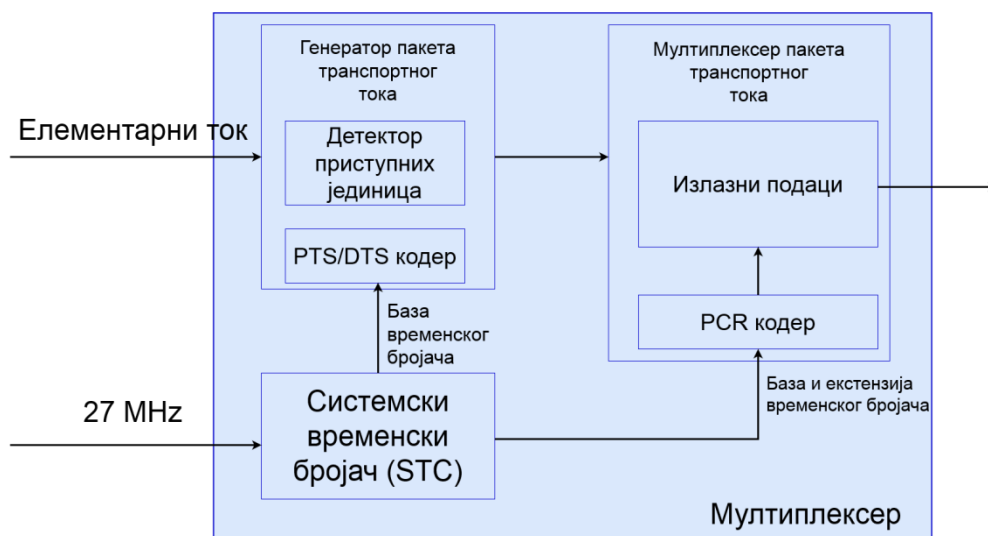 Генератор пакета
транспортног
тока
Мултиплексер пакета
транспортног
тока
Елементарни ток
Детектор
приступних
јединица
Излазни подаци
PTS/DTS кодер
База
временског
бројача
PCR кодер
27 MHz
Системски
временски
бројач (STC)
База и екстензија
временског бројача
Мултиплексер